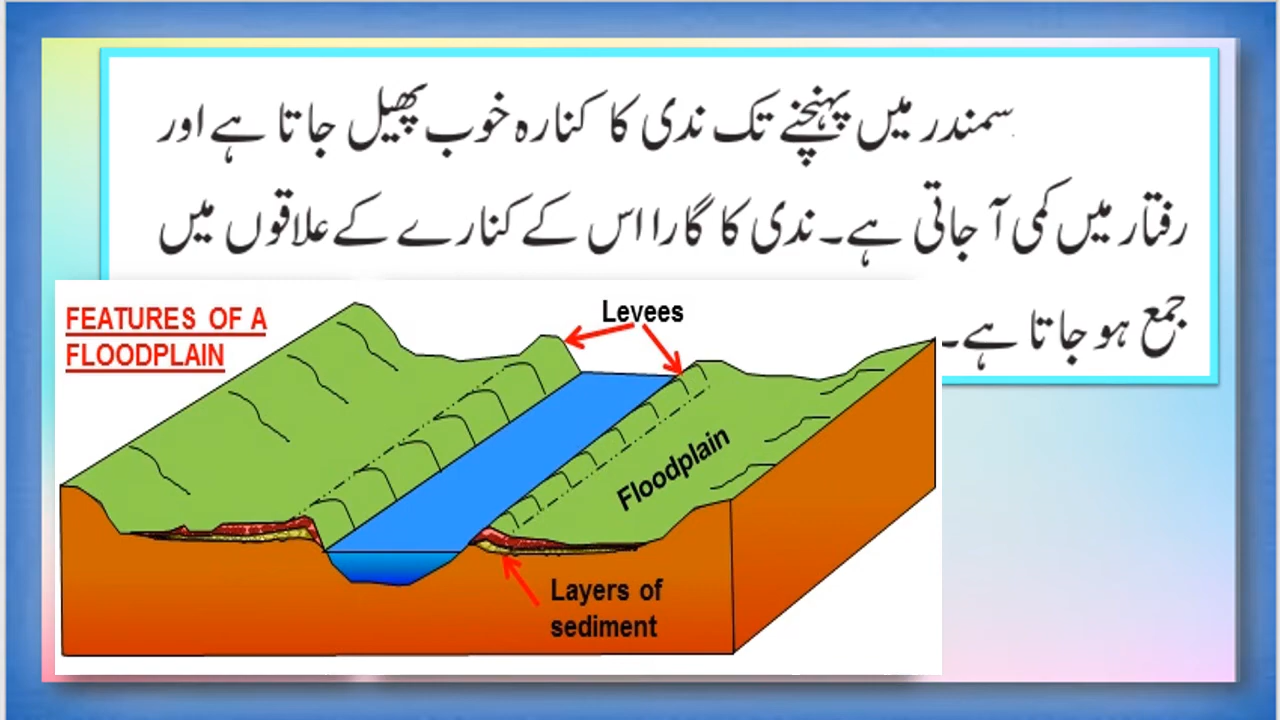 سمندر میں پہنچنے تک ندی کا کنارہ خوب پھیل جاتا ہے اور
رفتار میں کمی آ جاتی ہے۔ ندی کا گارا اس کے کنارے کے علاقوں میں
جمع ہو جاتا ہے۔
FEATURES OF A
FLOODPLAIN
Levees
Floodplain
Layers of
sediment